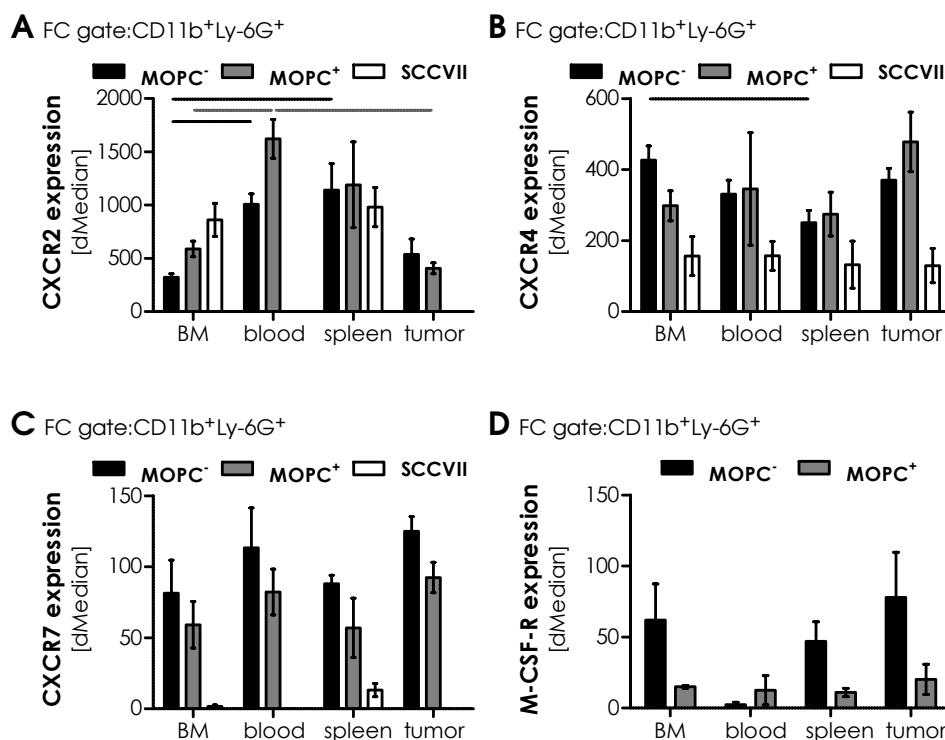 A FC gate:CD11b⁺Ly-6G⁺
MOPC⁻ MOPC⁺ SCCVII
CXCR2 expression
[dMedian]
2000
1500
1000
500
0
BM blood spleen tumor
B FC gate:CD11b⁺Ly-6G⁺
MOPC⁻ MOPC⁺ SCCVII
CXCR4 expression
[dMedian]
600
400
200
0
BM blood spleen tumor
C FC gate:CD11b⁺Ly-6G⁺
MOPC⁻ MOPC⁺ SCCVII
CXCR7 expression
[dMedian]
150
100
50
0
BM blood spleen tumor
D FC gate:CD11b⁺Ly-6G⁺
MOPC⁻ MOPC⁺
M-CSF-R expression
[dMedian]
150
100
50
0
BM blood spleen tumor